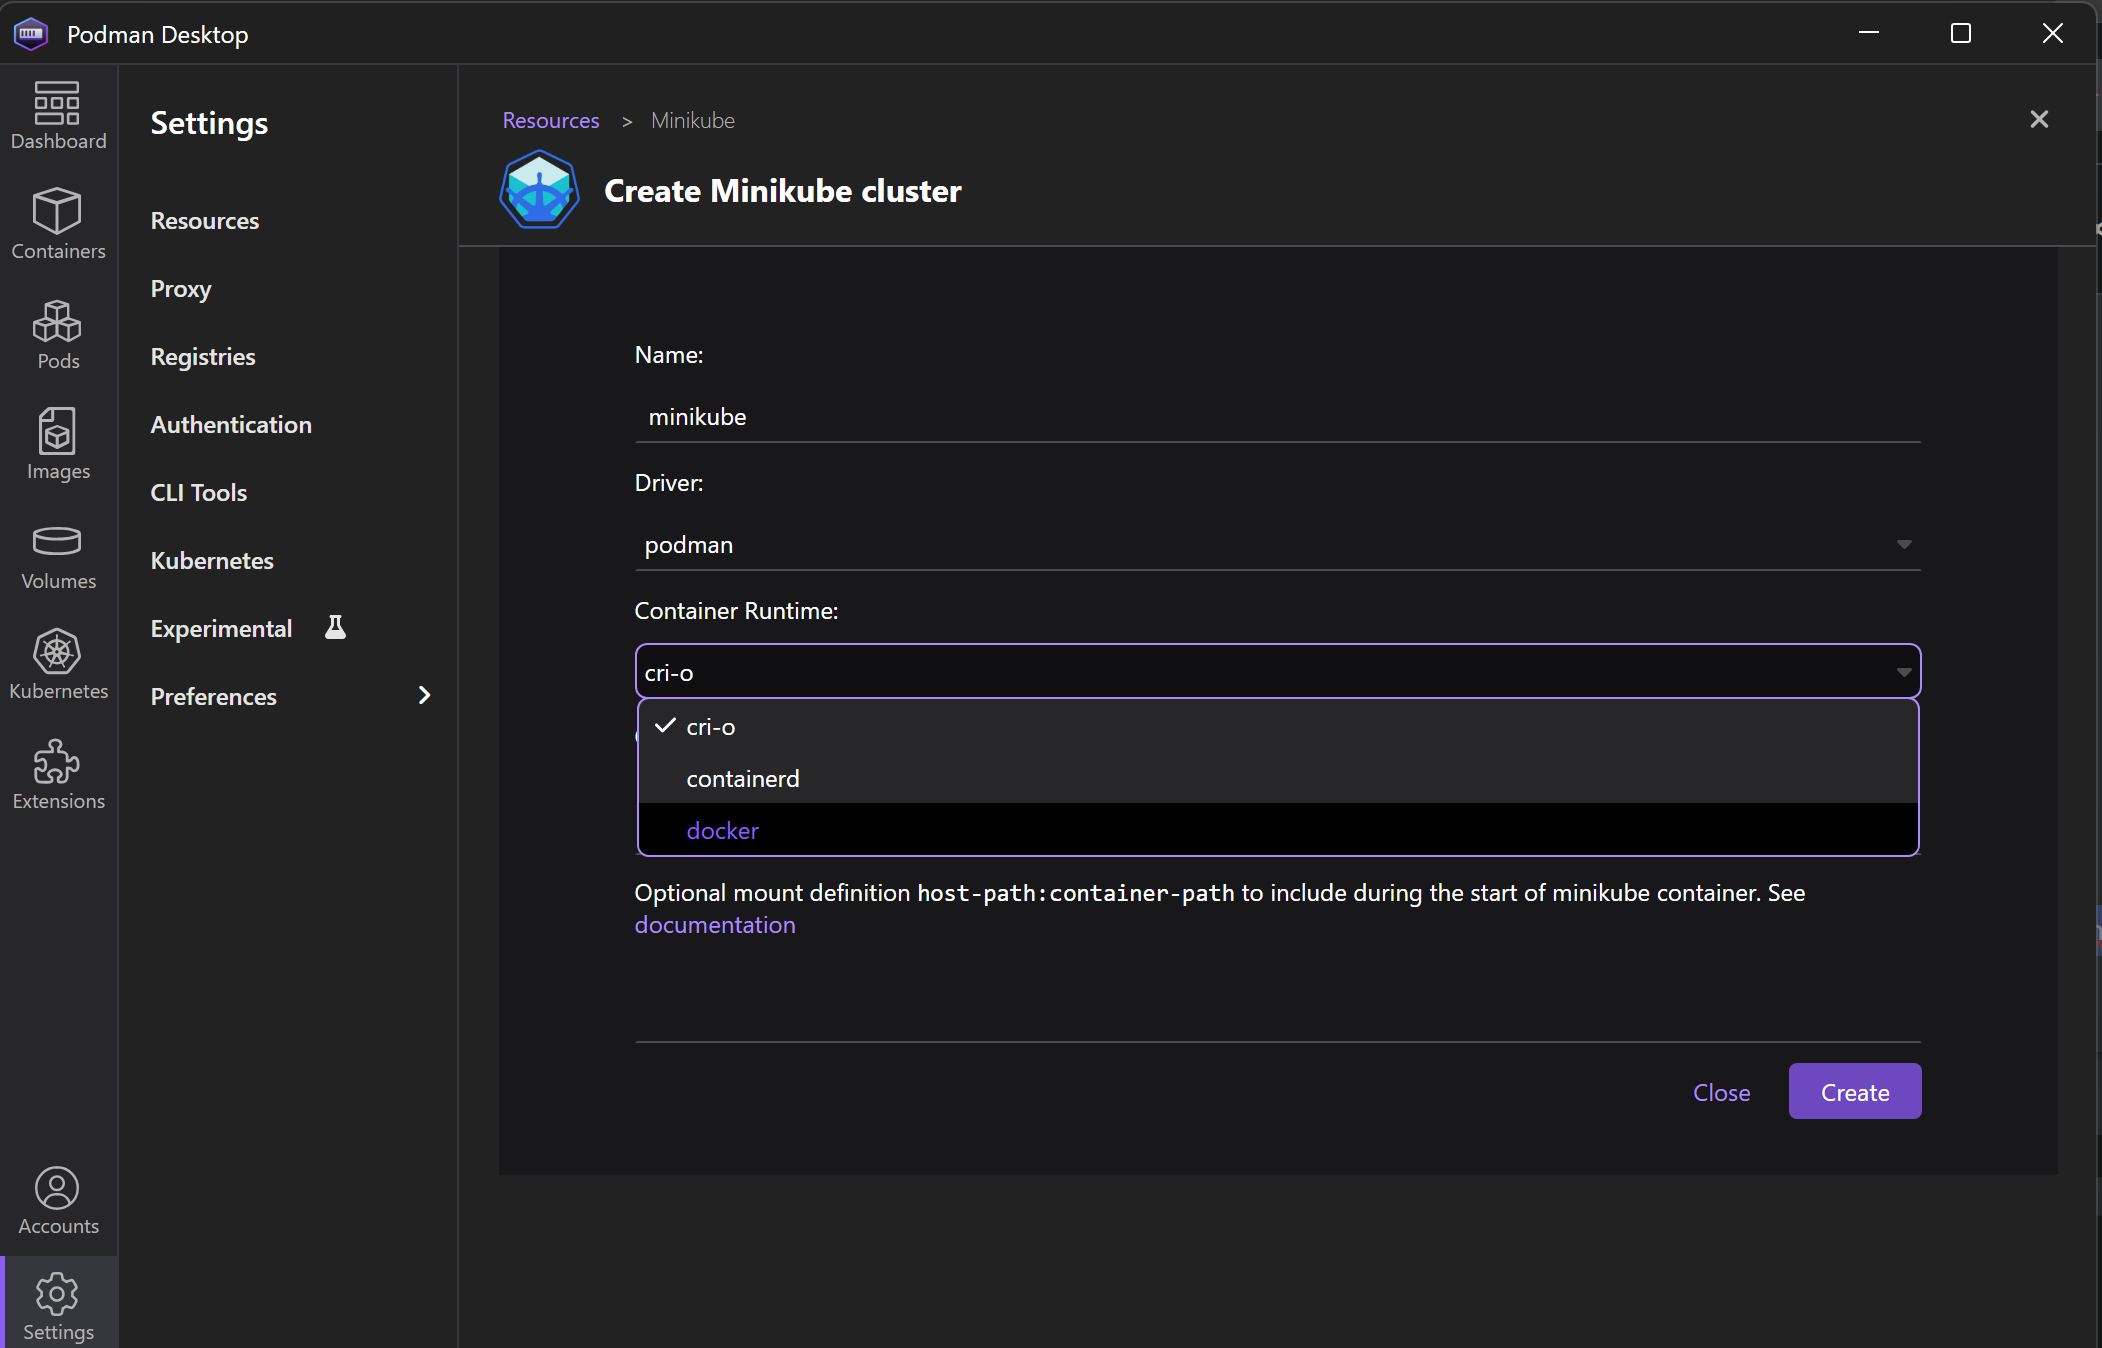 Podman Desktop
Dashboard
Containers
Pods
Images
Volumes
Kubernetes
Extensions
Accounts
Settings
Settings
Resources
Proxy
Registries
Authentication
CLI Tools
Kubernetes
Experimental
Preferences
Resources > Minikube
Create Minikube cluster
Name:
minikube
Driver:
podman
Container Runtime:
cri-o
cri-o
containerd
docker
Optional mount definition host-path:container-path to include during the start of minikube container. See
documentation
Close
Create